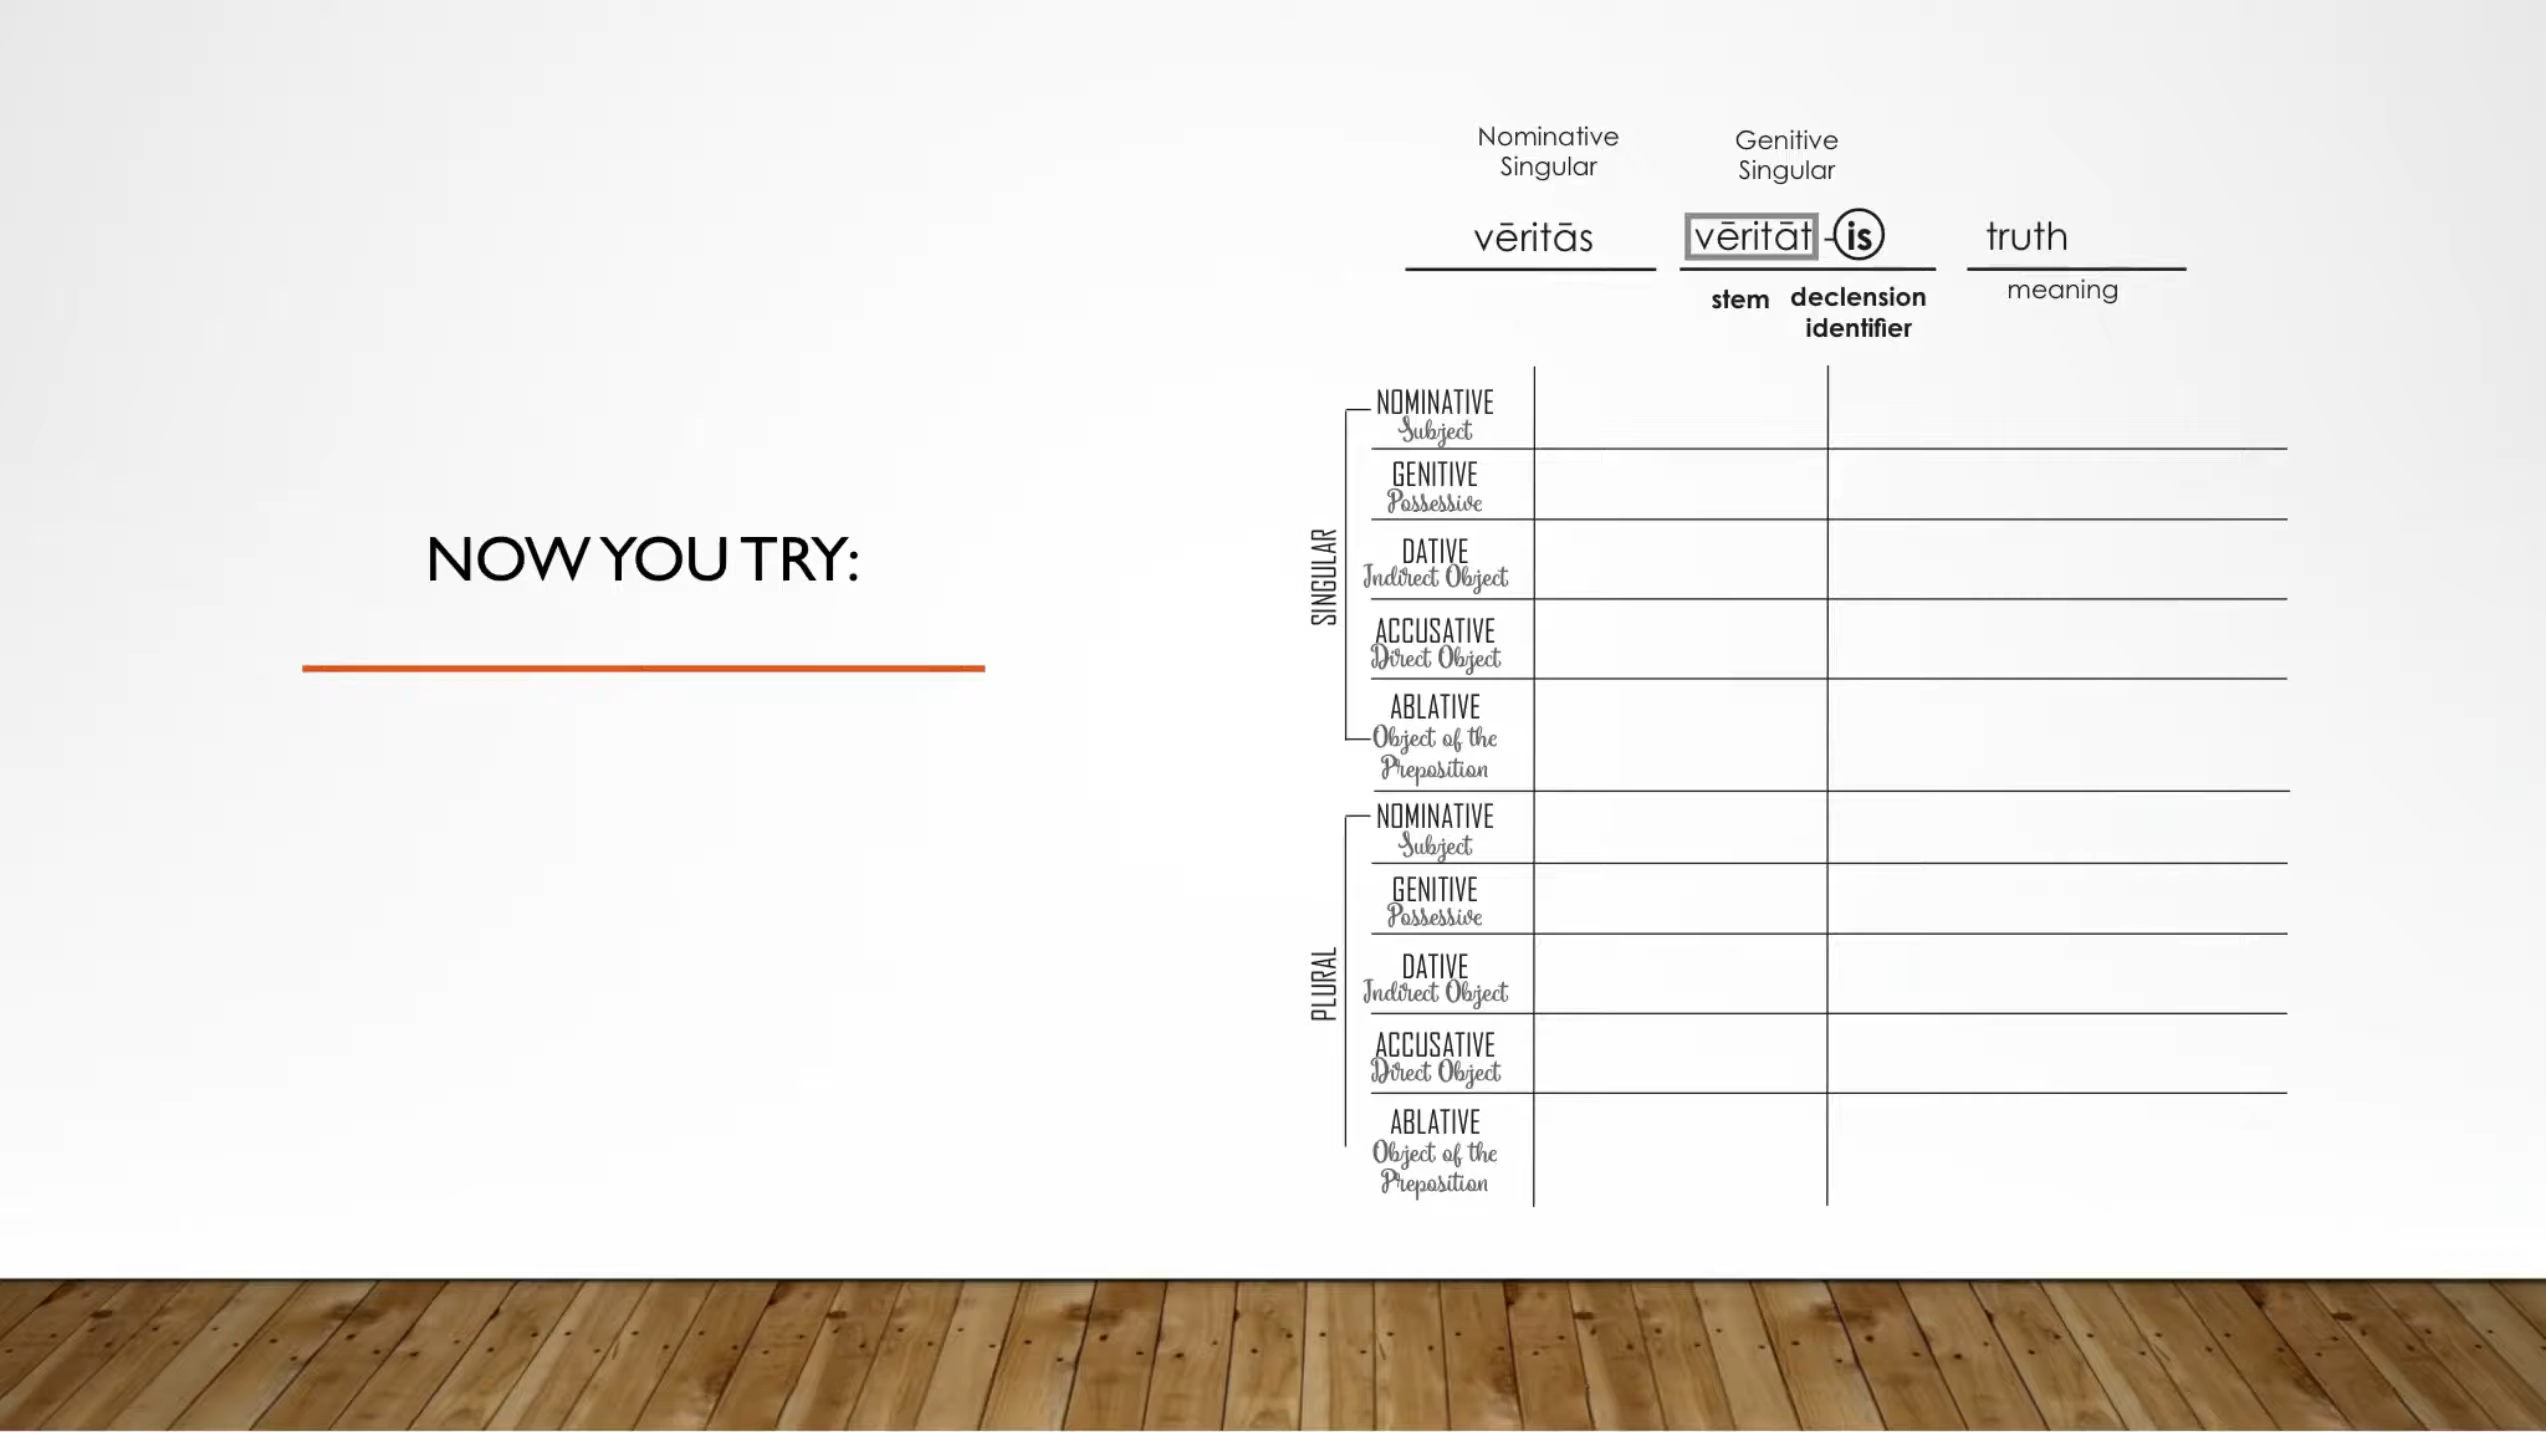 NOW YOU TRY:
Nominative
Singular
Genitive
Singular
vēritās
vērităt -is
truth
stem
declension
identifier
meaning
SINGULAR
NOMINATIVE
Subject
GENITIVE
Possessive
DATIVE
Indirect Object
ACCUSATIVE
Direct Object
ABLATIVE
Object of the
Preposition
PLURAL
NOMINATIVE
Subject
GENITIVE
Possessive
DATIVE
Indirect Object
ACCUSATIVE
Direct Object
ABLATIVE
Object of the
Preposition